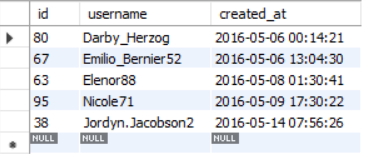 id username created_at
80 Darby_Herzog 2016-05-06 00:14:21
67 Emilio_Bernier52 2016-05-06 13:04:30
63 Elenor88 2016-05-08 01:30:41
95 Nicole71 2016-05-09 17:30:22
38 Jordyn.Jacobson2 2016-05-14 07:56:26
NULL NULL NULL